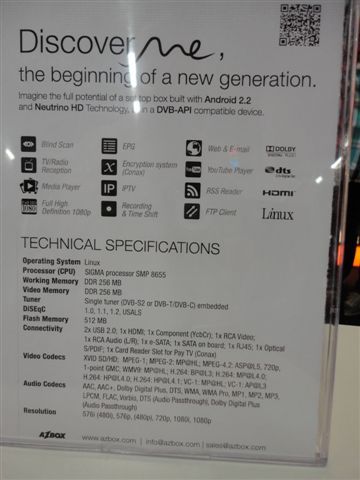 Discover me,
the beginning of a new generation.
Imagine the full potential of a set top box built with Android 2.2
and Neutrino HD Technology, in a DVB-API compatible device.
Blind Scan
EPG
Web & E-mail
DOLBY
DIGITAL PLUS
TV/Radio
Reception
Encryption system
(Conax)
YouTube Player
dts
Media Player
IPTV
RSS Reader
HDMI
Full High
Definition 1080p
Recording
& Time Shift
FTP Client
Linux
TECHNICAL SPECIFICATIONS
Operating System Linux
Processor (CPU) SIGMA processor SMP 8655
Working Memory DDR 256 MB
Video Memory DDR 256 MB
Tuner Single tuner (DVB-S2 or DVB-T/DVB-C) embedded
DiSEqC 1.0, 1.1, 1.2, USALS
Flash Memory 512 MB
Connectivity 2x USB 2.0; 1x HDMI; 1x Component (YcbCr); 1x RCA Video;
1x RCA Audio (L/R); 1x e-SATA; 1x SATA on board; 1x RJ45; 1x Optical
S/PDIF; 1x Card Reader Slot for Pay TV (Conax)
Video Codecs XVID SD/HD; MPEG-1; MPEG-2: MP@HL; MPEG-4.2: ASP@L5, 720p,
1-point GMC; WMV9: MP@HL; H.264: BP@L3; H.264: MP@L4.0;
H.264: HP@L4.0; H.264: HP@L4.1; VC-1: MP@HL; VC-1: AP@L3
Audio Codecs AAC, AAC+, Dolby Digital Plus, DTS, WMA, WMA Pro, MP1, MP2, MP3,
LPCM, FLAC, Vorbis, DTS (Audio Passthrough), Dolby Digital Plus
(Audio Passthrough)
Resolution 576i (480i), 576p, (480p), 720p, 1080i, 1080p
AZBOX www.azbox.com | info@azbox.com | sales@azbox.com